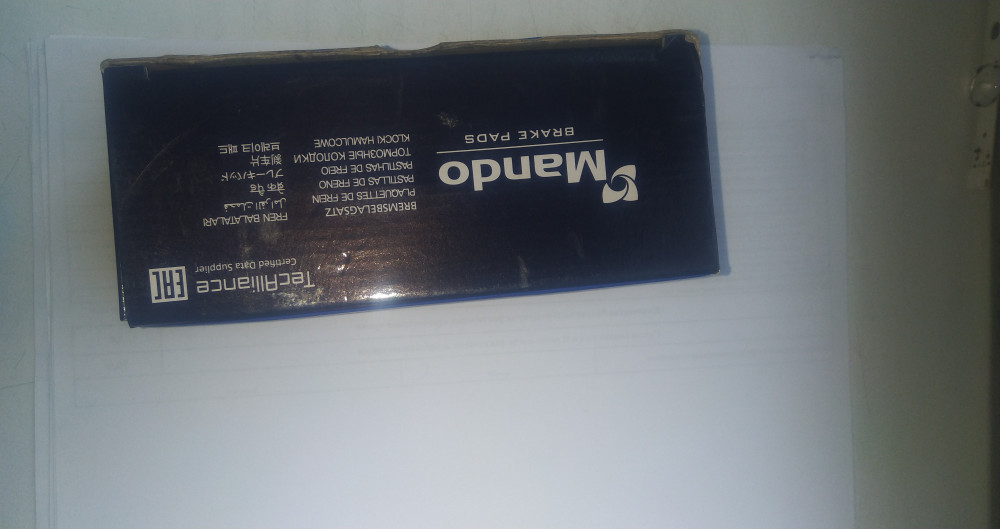 TecAlliance
Certified Data Supplier
EAC
BREMSBELAGSATZ
PLAQUETTES DE FREIN
PASTILLAS DE FRENO
PASTILHAS DE FREIO
ТОРМОЗНЫЕ КОЛОДКИ
KLOCKI HAMULCOWE
FREN BALATALARI
فحمات الفرامل
ब्रेक पैड
ブレーキパッド
刹车片
브레이크 패드
Mando
BRAKE PADS